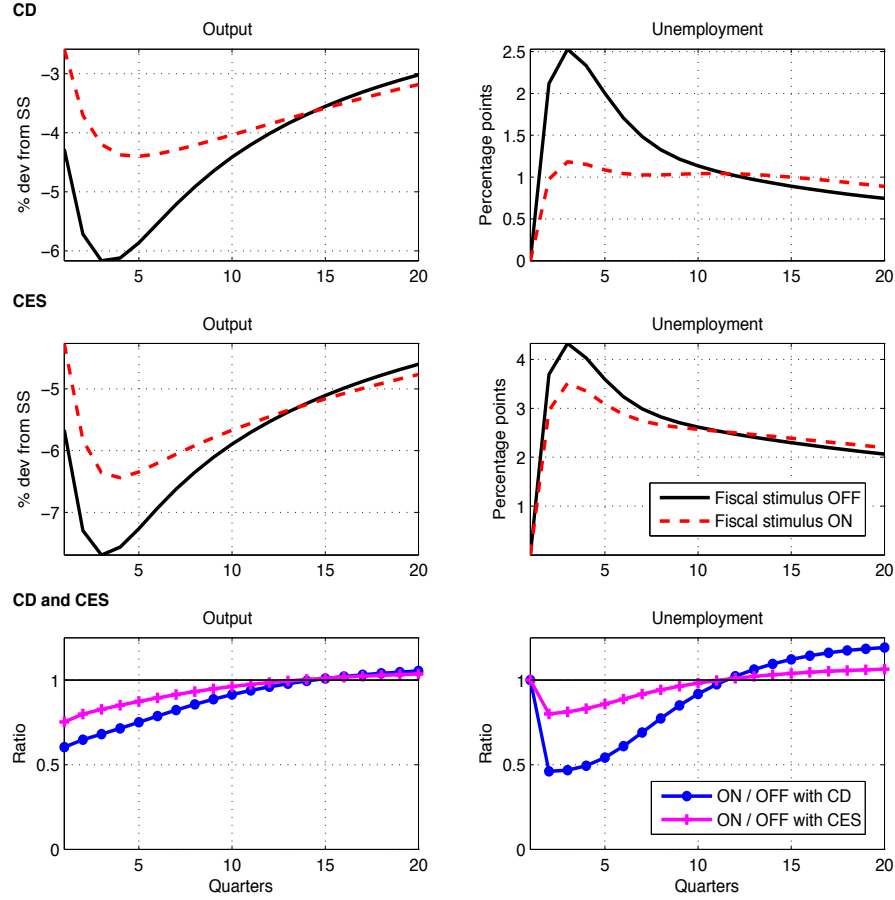 CD
Output
Unemployment
% dev from SS
−3
−4
−5
−6
5
10
15
20
Percentage points
2.5
2
1.5
1
0.5
0
5
10
15
20
CES
Output
Unemployment
% dev from SS
−5
−6
−7
5
10
15
20
Percentage points
4
3
2
1
5
10
15
20
Fiscal stimulus OFF
Fiscal stimulus ON
CD and CES
Output
Unemployment
Ratio
1
0.5
0
5
10
15
20
Quarters
Ratio
1
0.5
0
5
10
15
20
Quarters
ON / OFF with CD
ON / OFF with CES